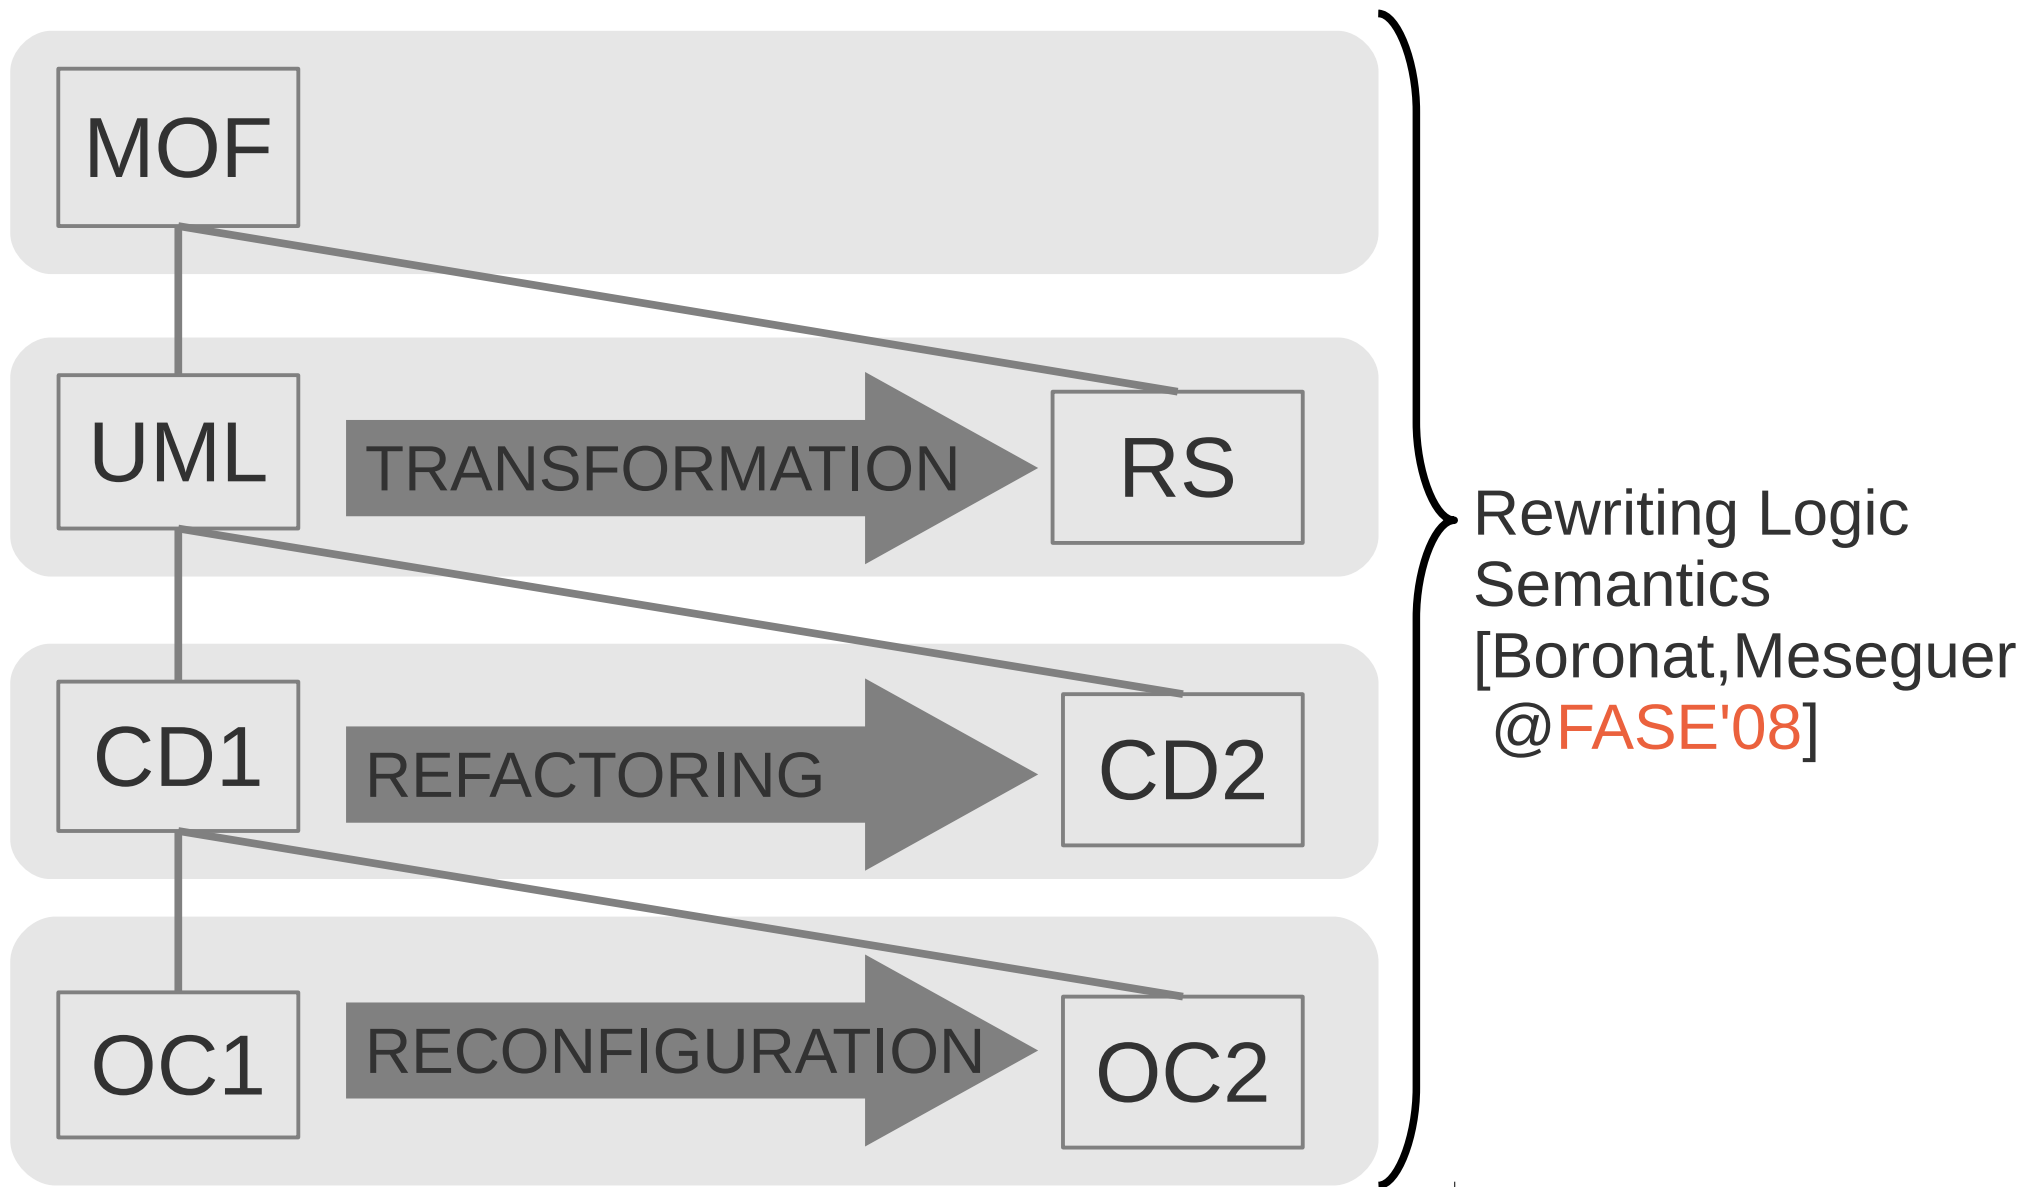 MOF
UML
TRANSFORMATION
RS
CD1
REFACTORING
CD2
OC1
RECONFIGURATION
OC2
Rewriting Logic
Semantics
[Boronat,Meseguer
@FASE'08]